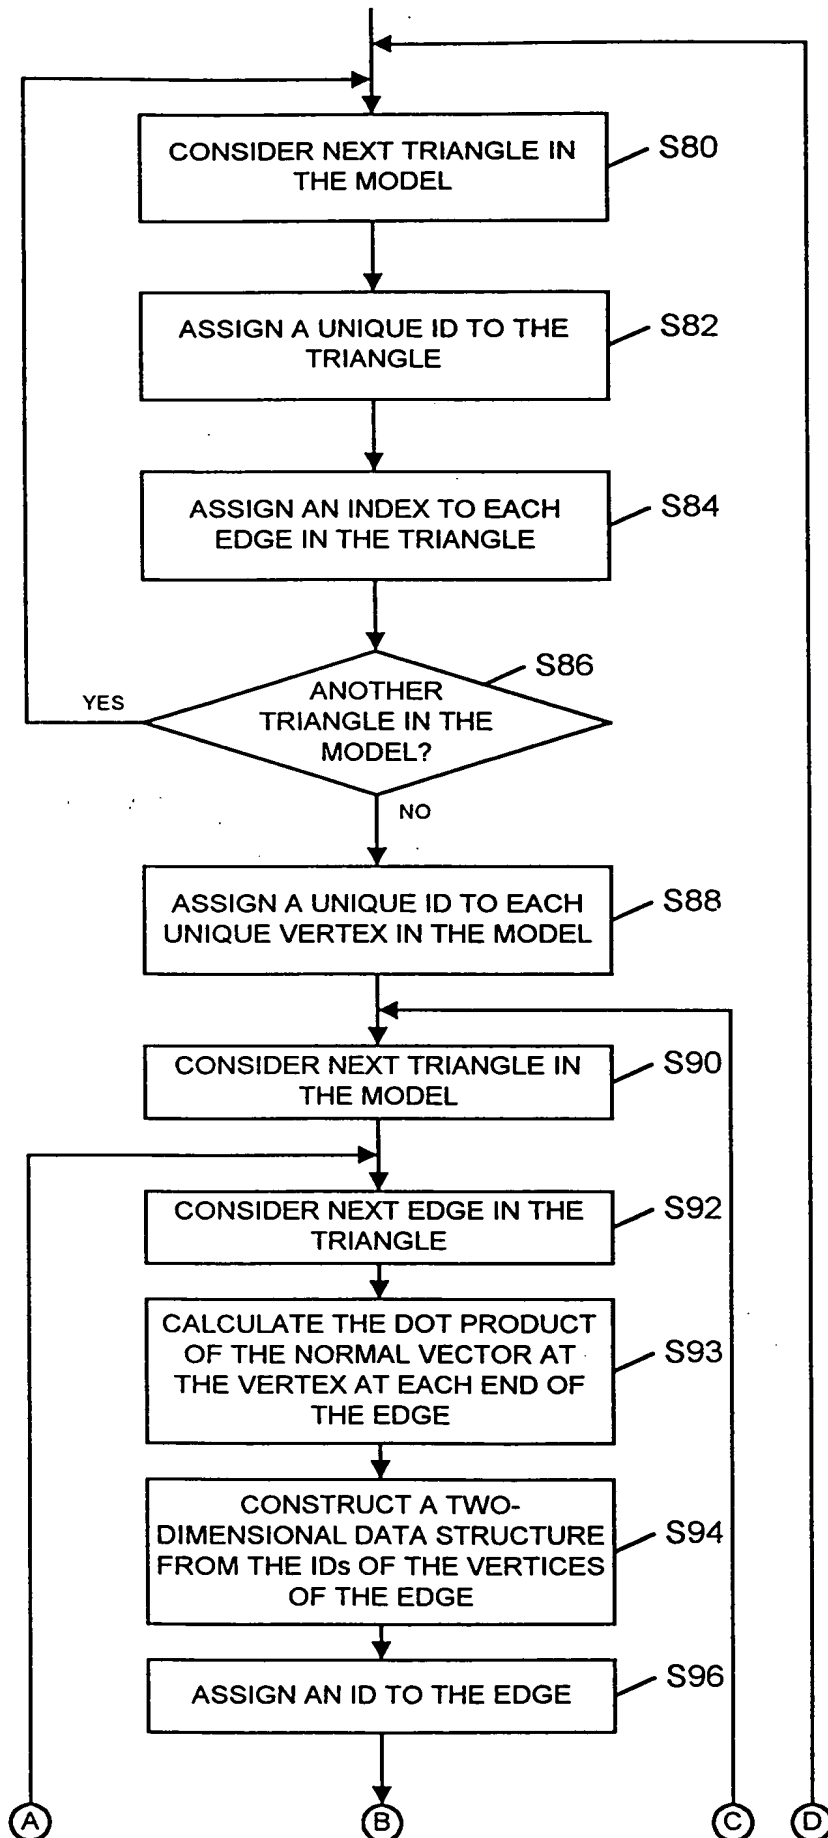 CONSIDER NEXT TRIANGLE IN
THE MODEL
S80
ASSIGN A UNIQUE ID TO THE
TRIANGLE
S82
ASSIGN AN INDEX TO EACH
EDGE IN THE TRIANGLE
S84
S86
ANOTHER
TRIANGLE IN THE
MODEL?
YES
NO
ASSIGN A UNIQUE ID TO EACH
UNIQUE VERTEX IN THE MODEL
S88
CONSIDER NEXT TRIANGLE IN
THE MODEL
S90
CONSIDER NEXT EDGE IN THE
TRIANGLE
S92
CALCULATE THE DOT PRODUCT
OF THE NORMAL VECTOR AT
THE VERTEX AT EACH END OF
THE EDGE
S93
CONSTRUCT A TWO-
DIMENSIONAL DATA STRUCTURE
FROM THE IDs OF THE VERTICES
OF THE EDGE
S94
ASSIGN AN ID TO THE EDGE
S96
A
B
C
D